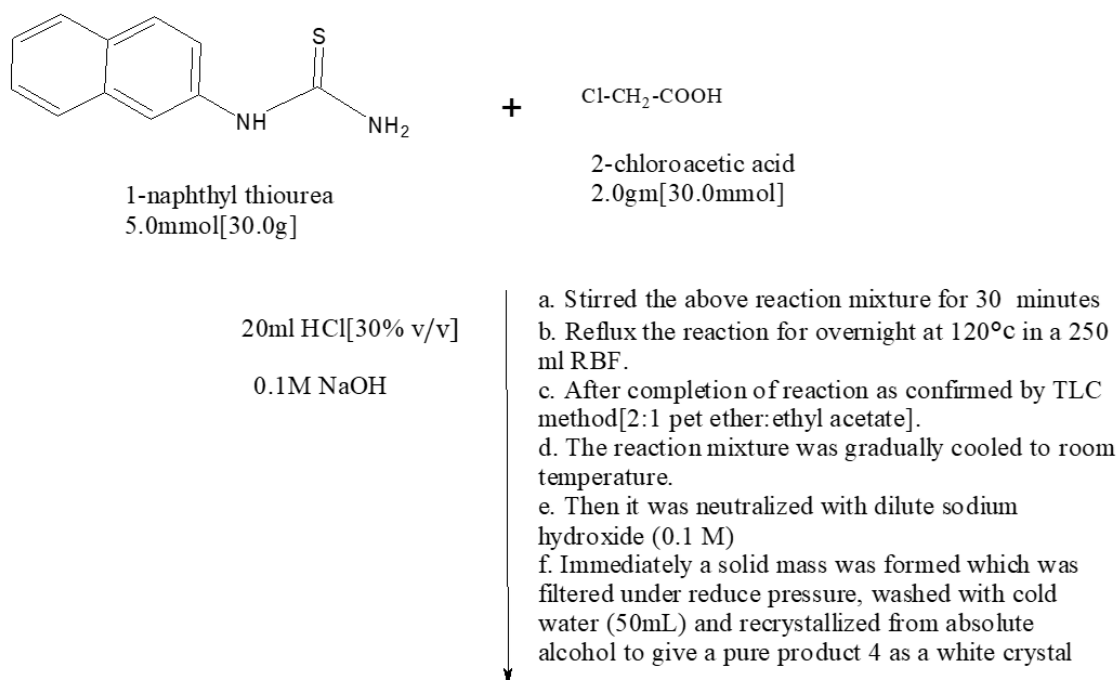 S
NH
NH2
+
Cl-CH2-COOH
1-naphthyl thiourea
5.0mmol[30.0g]
2-chloroacetic acid
2.0gm[30.0mmol]
20ml HCl[30% v/v]
0.1M NaOH
a. Stirred the above reaction mixture for 30 minutes
b. Reflux the reaction for overnight at 120°c in a 250
ml RBF.
c. After completion of reaction as confirmed by TLC
method[2:1 pet ether:ethyl acetate].
d. The reaction mixture was gradually cooled to room
temperature.
e. Then it was neutralized with dilute sodium
hydroxide (0.1 M)
f. Immediately a solid mass was formed which was
filtered under reduce pressure, washed with cold
water (50mL) and recrystallized from absolute
alcohol to give a pure product 4 as a white crystal